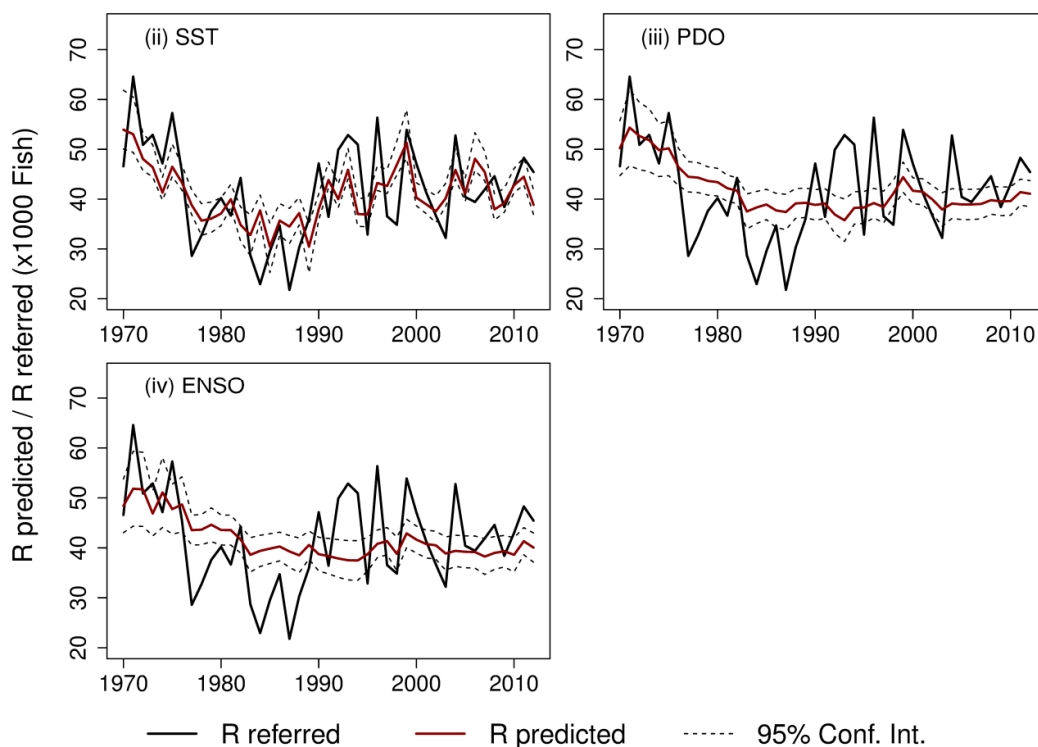 R predicted / R referred (x1000 Fish)
(ii) SST
70
60
50
40
30
20
1970 1980 1990 2000 2010
(iii) PDO
70
60
50
40
30
20
1970 1980 1990 2000 2010
(iv) ENSO
70
60
50
40
30
20
1970 1980 1990 2000 2010
R referred R predicted 95% Conf. Int.